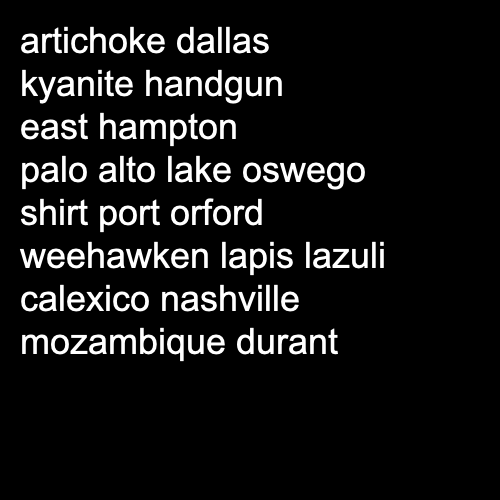 artichoke dallas
kyanite handgun
east hampton
palo alto lake oswego
shirt port orford
weehawken lapis lazuli
calexico nashville
mozambique durant